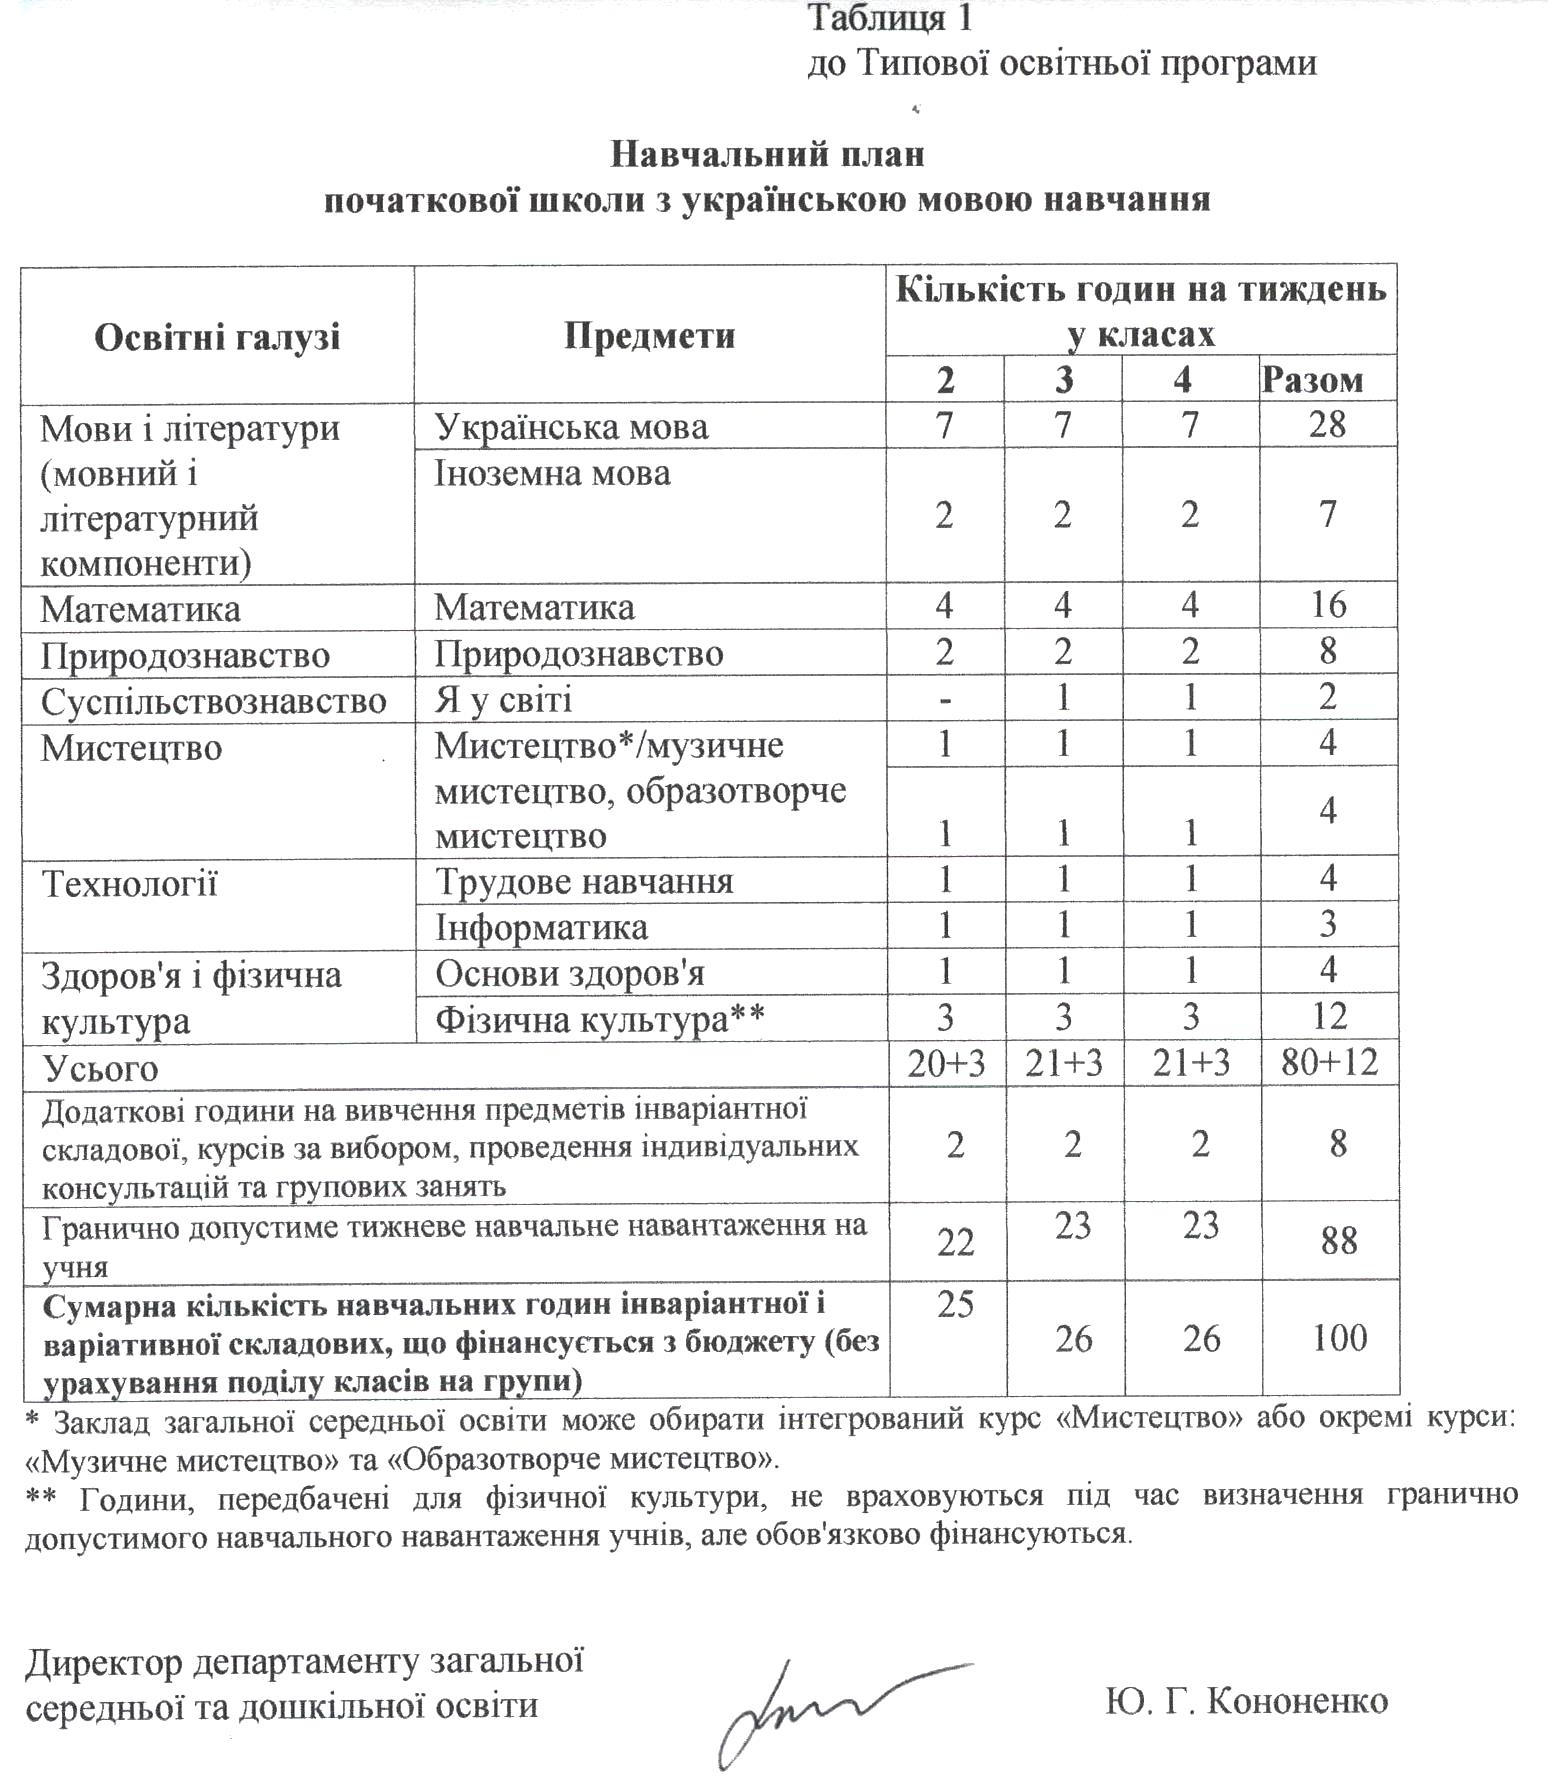 Таблиця 1
до Типової освітньої програми
Навчальний план
початкової школи з українською мовою навчання
Освітні галузі
Предмети
Кількість годин на тиждень
у класах
2 3 4 Разом
Мови і літератури
(мовний і
літературний
компоненти)
Українська мова 7 7 7 28
Іноземна мова
2 2 2 7
Математика Математика 4 4 4 16
Природознавство Природознавство 2 2 2 8
Суспільствознавство Я у світі - 1 1 2
Мистецтво Мистецтво*/музичне 1 1 1 4
мистецтво, образотворче
мистецтво 1 1 1 4
Технології Трудове навчання 1 1 1 4
Інформатика 1 1 1 3
Здоров'я і фізична Основи здоров'я 1 1 1 4
культура Фізична культура** 3 3 3 12
Усього 20+3 21+3 21+3 80+12
Додаткові години на вивчення предметів інваріантної
складової, курсів за вибором, проведення індивідуальних 2 2 2 8
консультацій та групових занять
Гранично допустиме тижневе навчальне навантаження на
учня 22 23 23 88
Сумарна кількість навчальних годин інваріантної і 25
варіативної складових, що фінансується з бюджету (без 26 26 100
урахування поділу класів на групи)
* Заклад загальної середньої освіти може обирати інтегрований курс «Мистецтво» або окремі курси:
«Музичне мистецтво» та «Образотворче мистецтво».
** Години, передбачені для фізичної культури, не враховуються під час визначення гранично
допустимого навчального навантаження учнів, але обов'язково фінансуються.
Директор департаменту загальної
середньої та дошкільної освіти
Ю. Г. Кононенко